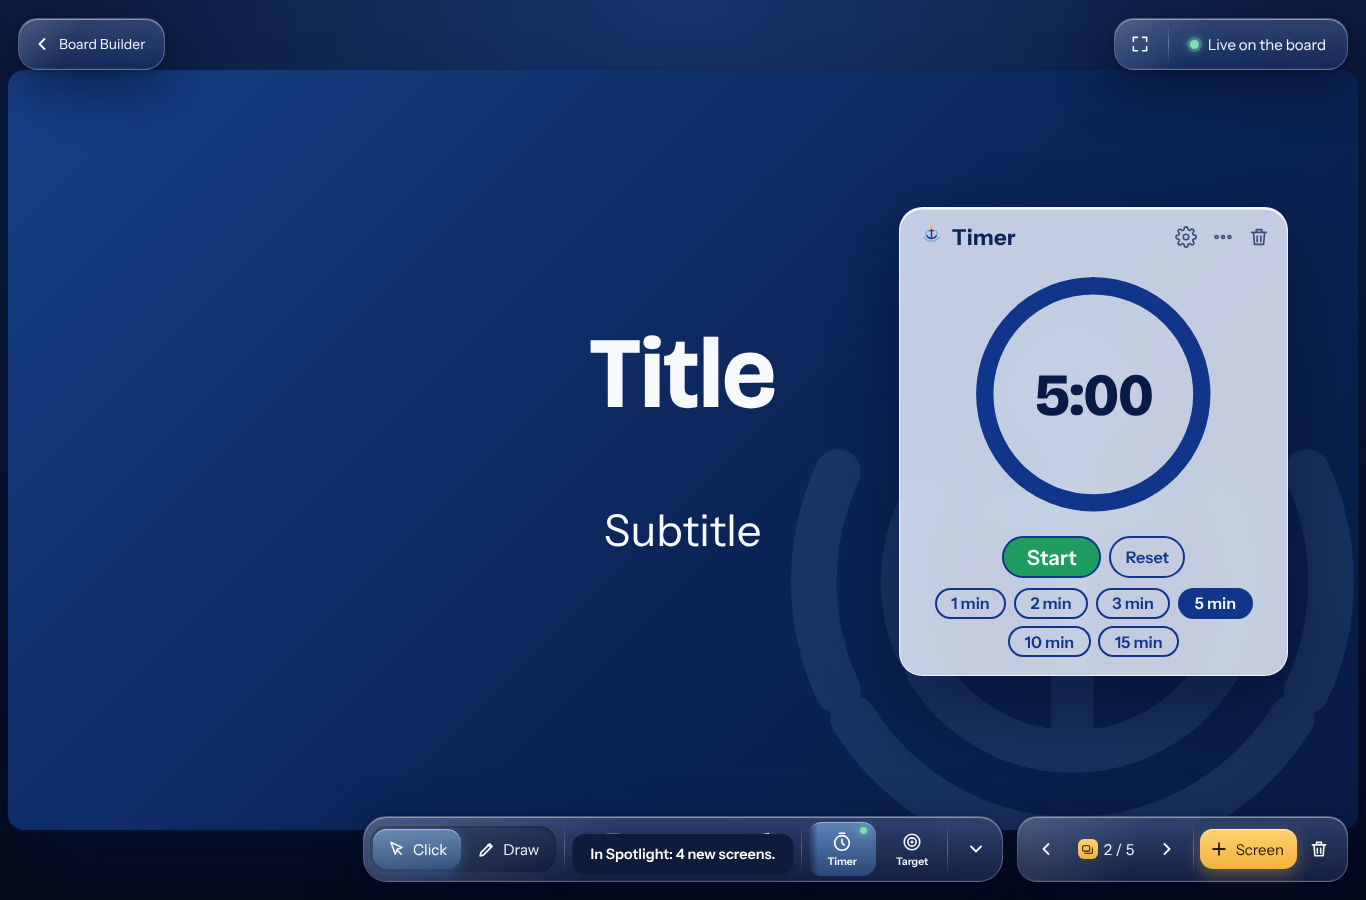 Board Builder
Live on the board
Timer
5:00
Title
Subtitle
Start
Reset
1 min
2 min
3 min
5 min
10 min
15 min
Click
Draw
In Spotlight: 4 new screens.
Timer
Target
2 / 5
Screen